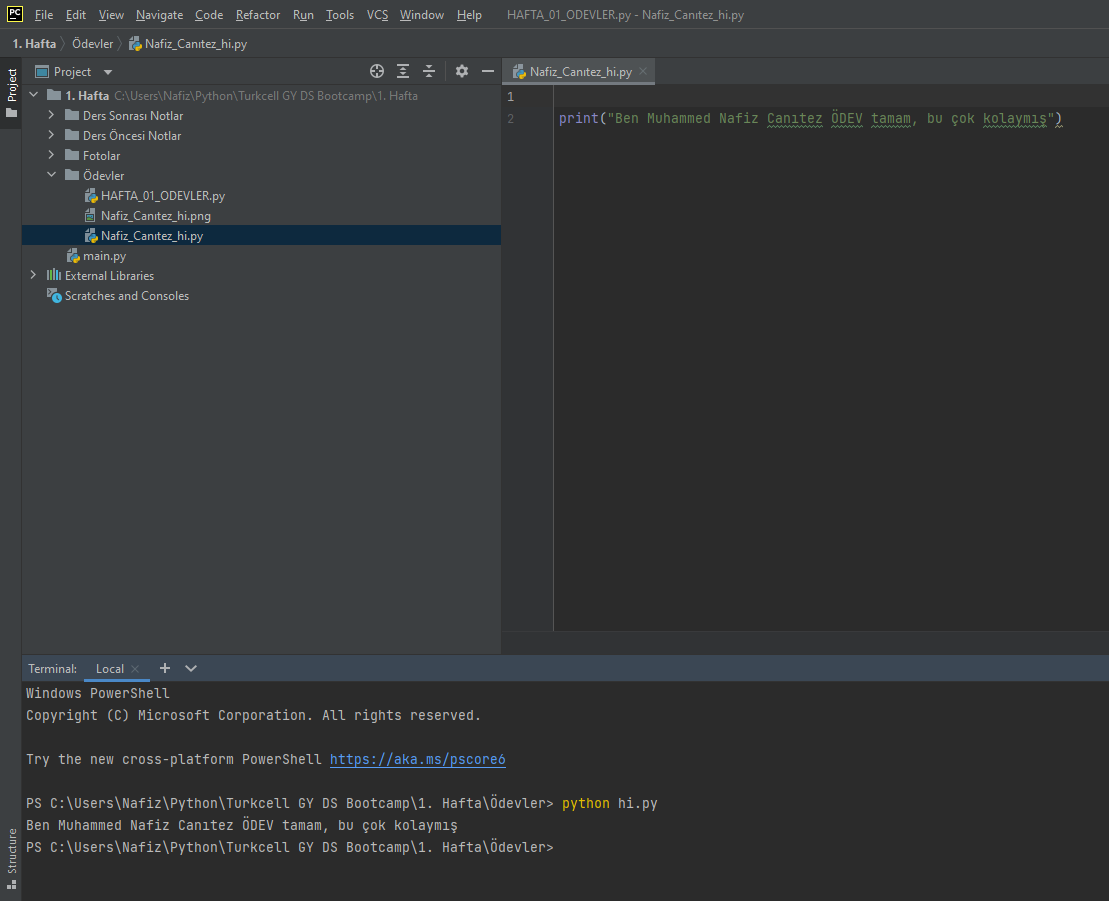 PC File Edit View Navigate Code Refactor Run Tools VCS Window Help HAFTA_01_ODEVLER.py - Nafiz_Canıtez_hi.py
1. Hafta Ödevler Nafiz_Canıtez_hi.py
Project
Project
Nafiz_Canıtez_hi.py
1. Hafta C:\Users\Nafiz\Python\Turkcell GY DS Bootcamp\1. Hafta
Ders Sonrası Notlar
Ders Öncesi Notlar
Fotolar
Ödevler
HAFTA_01_ODEVLER.py
Nafiz_Canıtez_hi.png
Nafiz_Canıtez_hi.py
main.py
External Libraries
Scratches and Consoles
1
2 print("Ben Muhammed Nafiz Canıtez ÖDEV tamam, bu çok kolaymış")
Terminal: Local
Windows PowerShell
Copyright (C) Microsoft Corporation. All rights reserved.
Try the new cross-platform PowerShell https://aka.ms/pscore6
PS C:\Users\Nafiz\Python\Turkcell GY DS Bootcamp\1. Hafta\Ödevler> python hi.py
Ben Muhammed Nafiz Canıtez ÖDEV tamam, bu çok kolaymış
PS C:\Users\Nafiz\Python\Turkcell GY DS Bootcamp\1. Hafta\Ödevler>
Structure